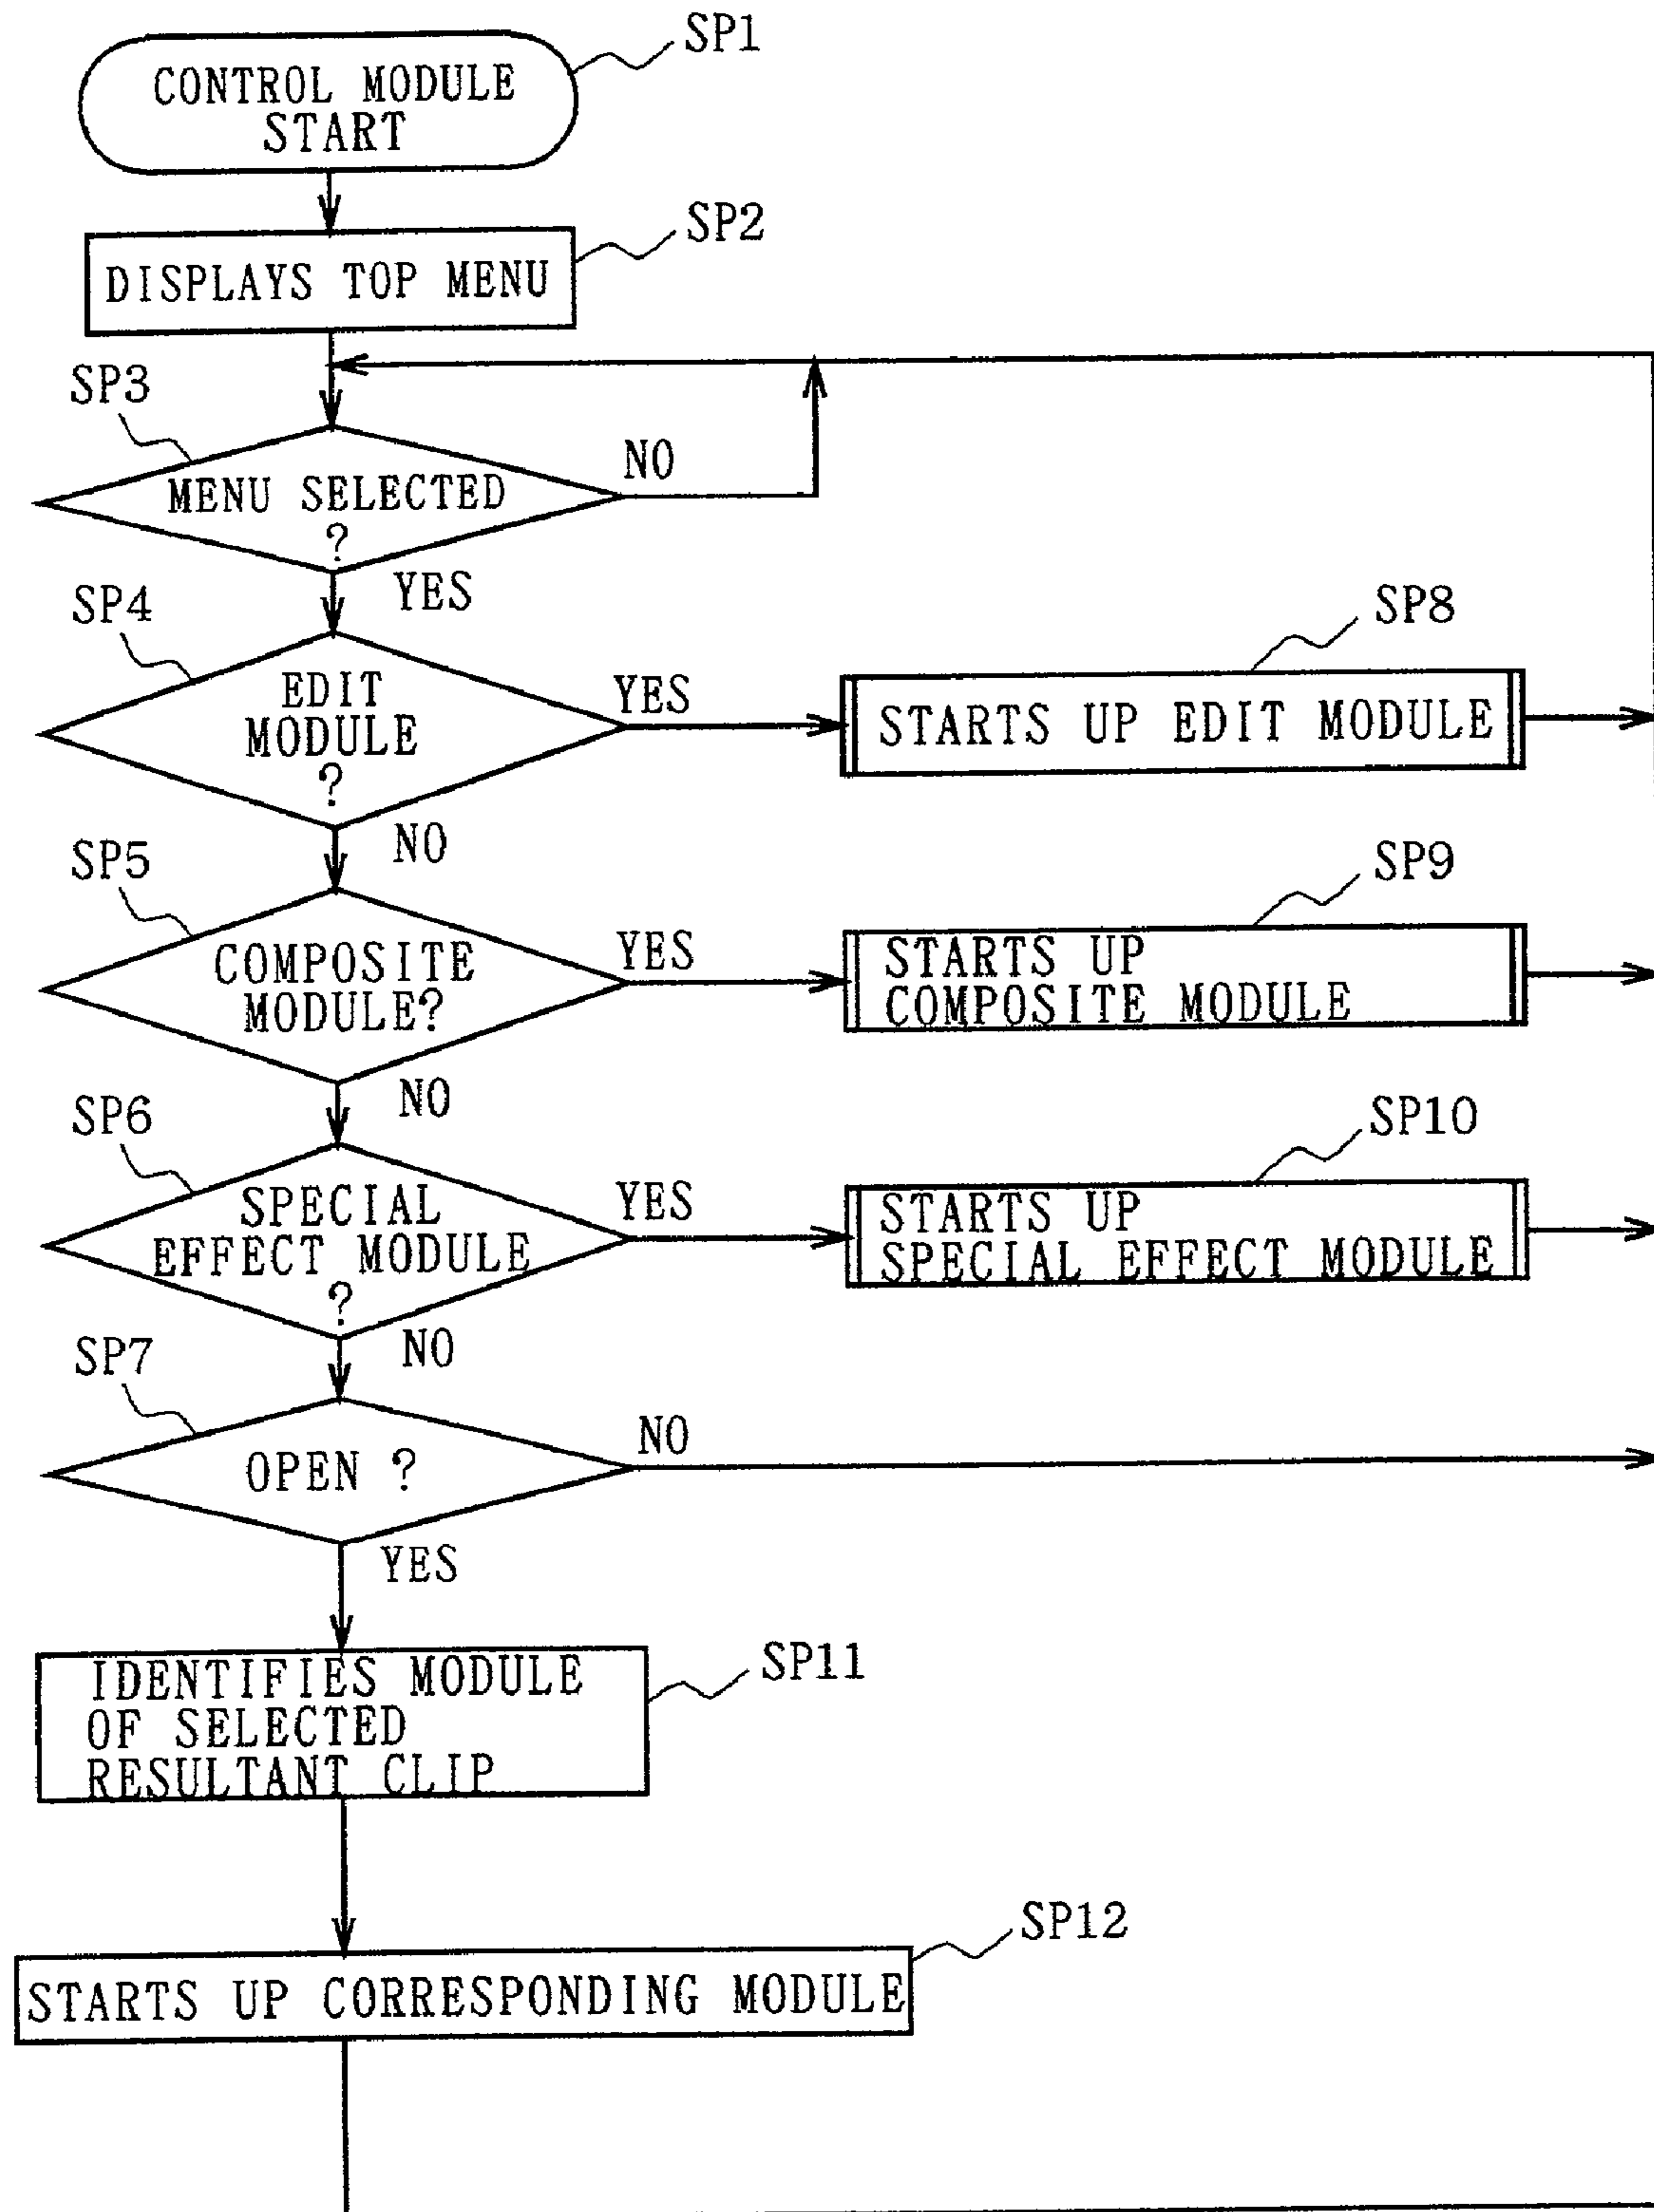 SP1
CONTROL MODULE
START
SP2
DISPLAYS TOP MENU
SP3
MENU SELECTED
?
NO
YES
SP4
EDIT
MODULE
?
YES
NO
SP8
STARTS UP EDIT MODULE
SP5
COMPOSITE
MODULE?
YES
NO
SP9
STARTS UP
COMPOSITE MODULE
SP6
SPECIAL
EFFECT MODULE
?
YES
NO
SP10
STARTS UP
SPECIAL EFFECT MODULE
SP7
OPEN ?
NO
YES
SP11
IDENTIFIES MODULE
OF SELECTED
RESULTANT CLIP
SP12
STARTS UP CORRESPONDING MODULE